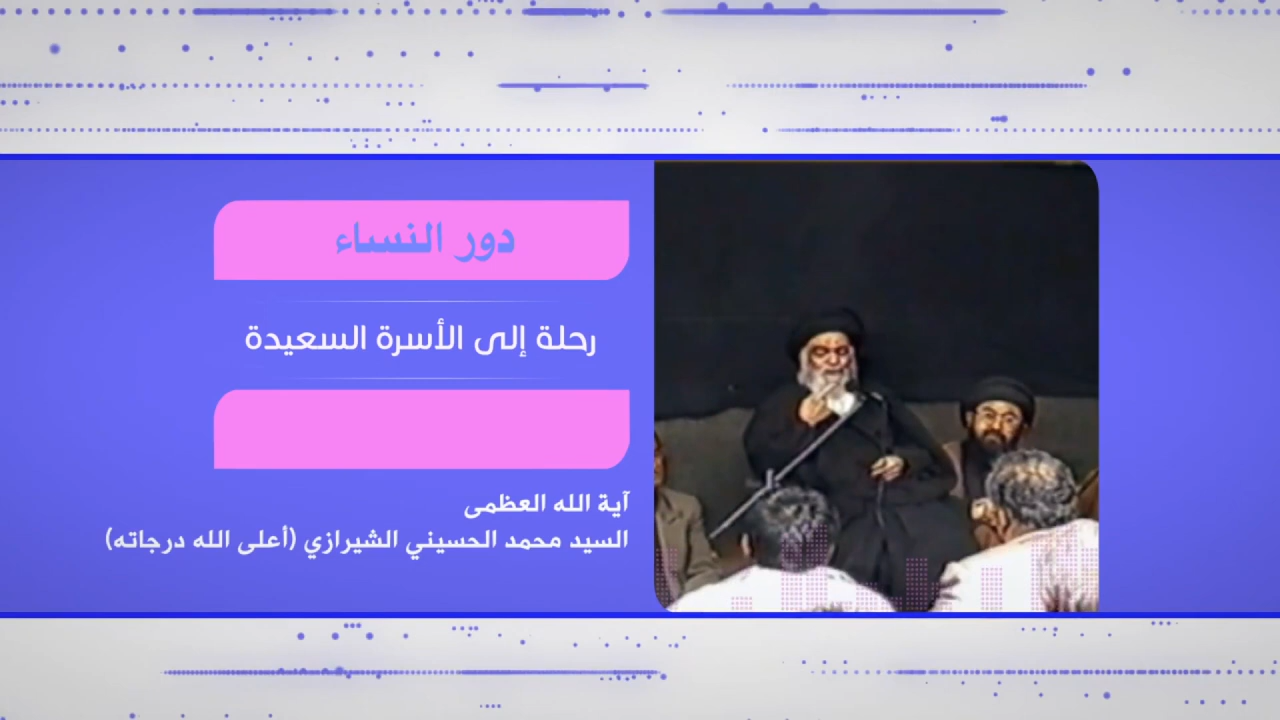 دور النساء
رحلة إلى الأسرة السعيدة
آية الله العظمى
السيد محمد الحسيني الشيرازي (أعلى الله درجاته)